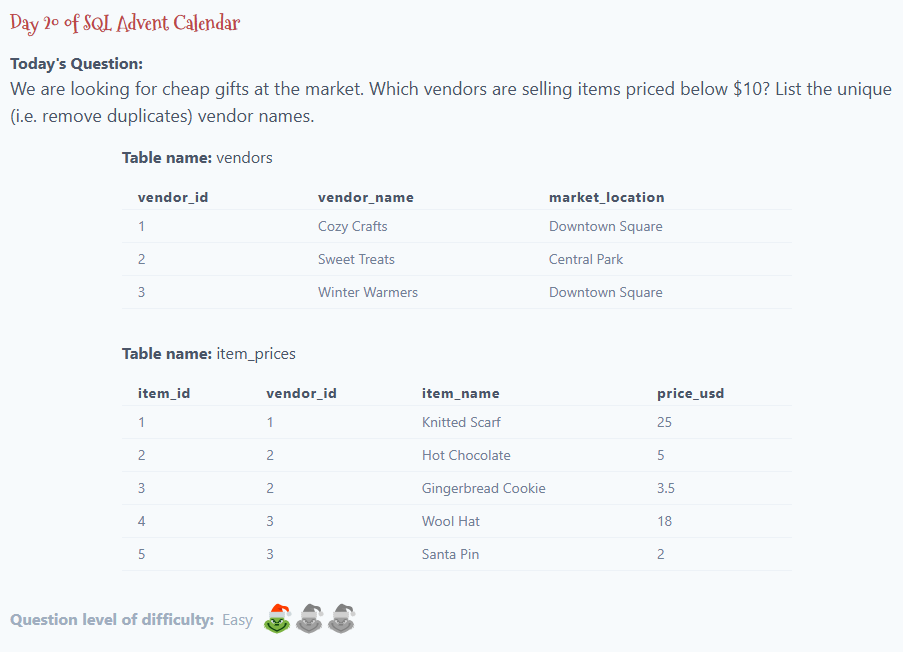 Day 20 of SQL Advent Calendar
Today's Question:
We are looking for cheap gifts at the market. Which vendors are selling items priced below $10? List the unique
(i.e. remove duplicates) vendor names.
Table name: vendors
vendor_id vendor_name market_location
1 Cozy Crafts Downtown Square
2 Sweet Treats Central Park
3 Winter Warmers Downtown Square
Table name: item_prices
item_id vendor_id item_name price_usd
1 1 Knitted Scarf 25
2 2 Hot Chocolate 5
3 2 Gingerbread Cookie 3.5
4 3 Wool Hat 18
5 3 Santa Pin 2
Question level of difficulty: Easy